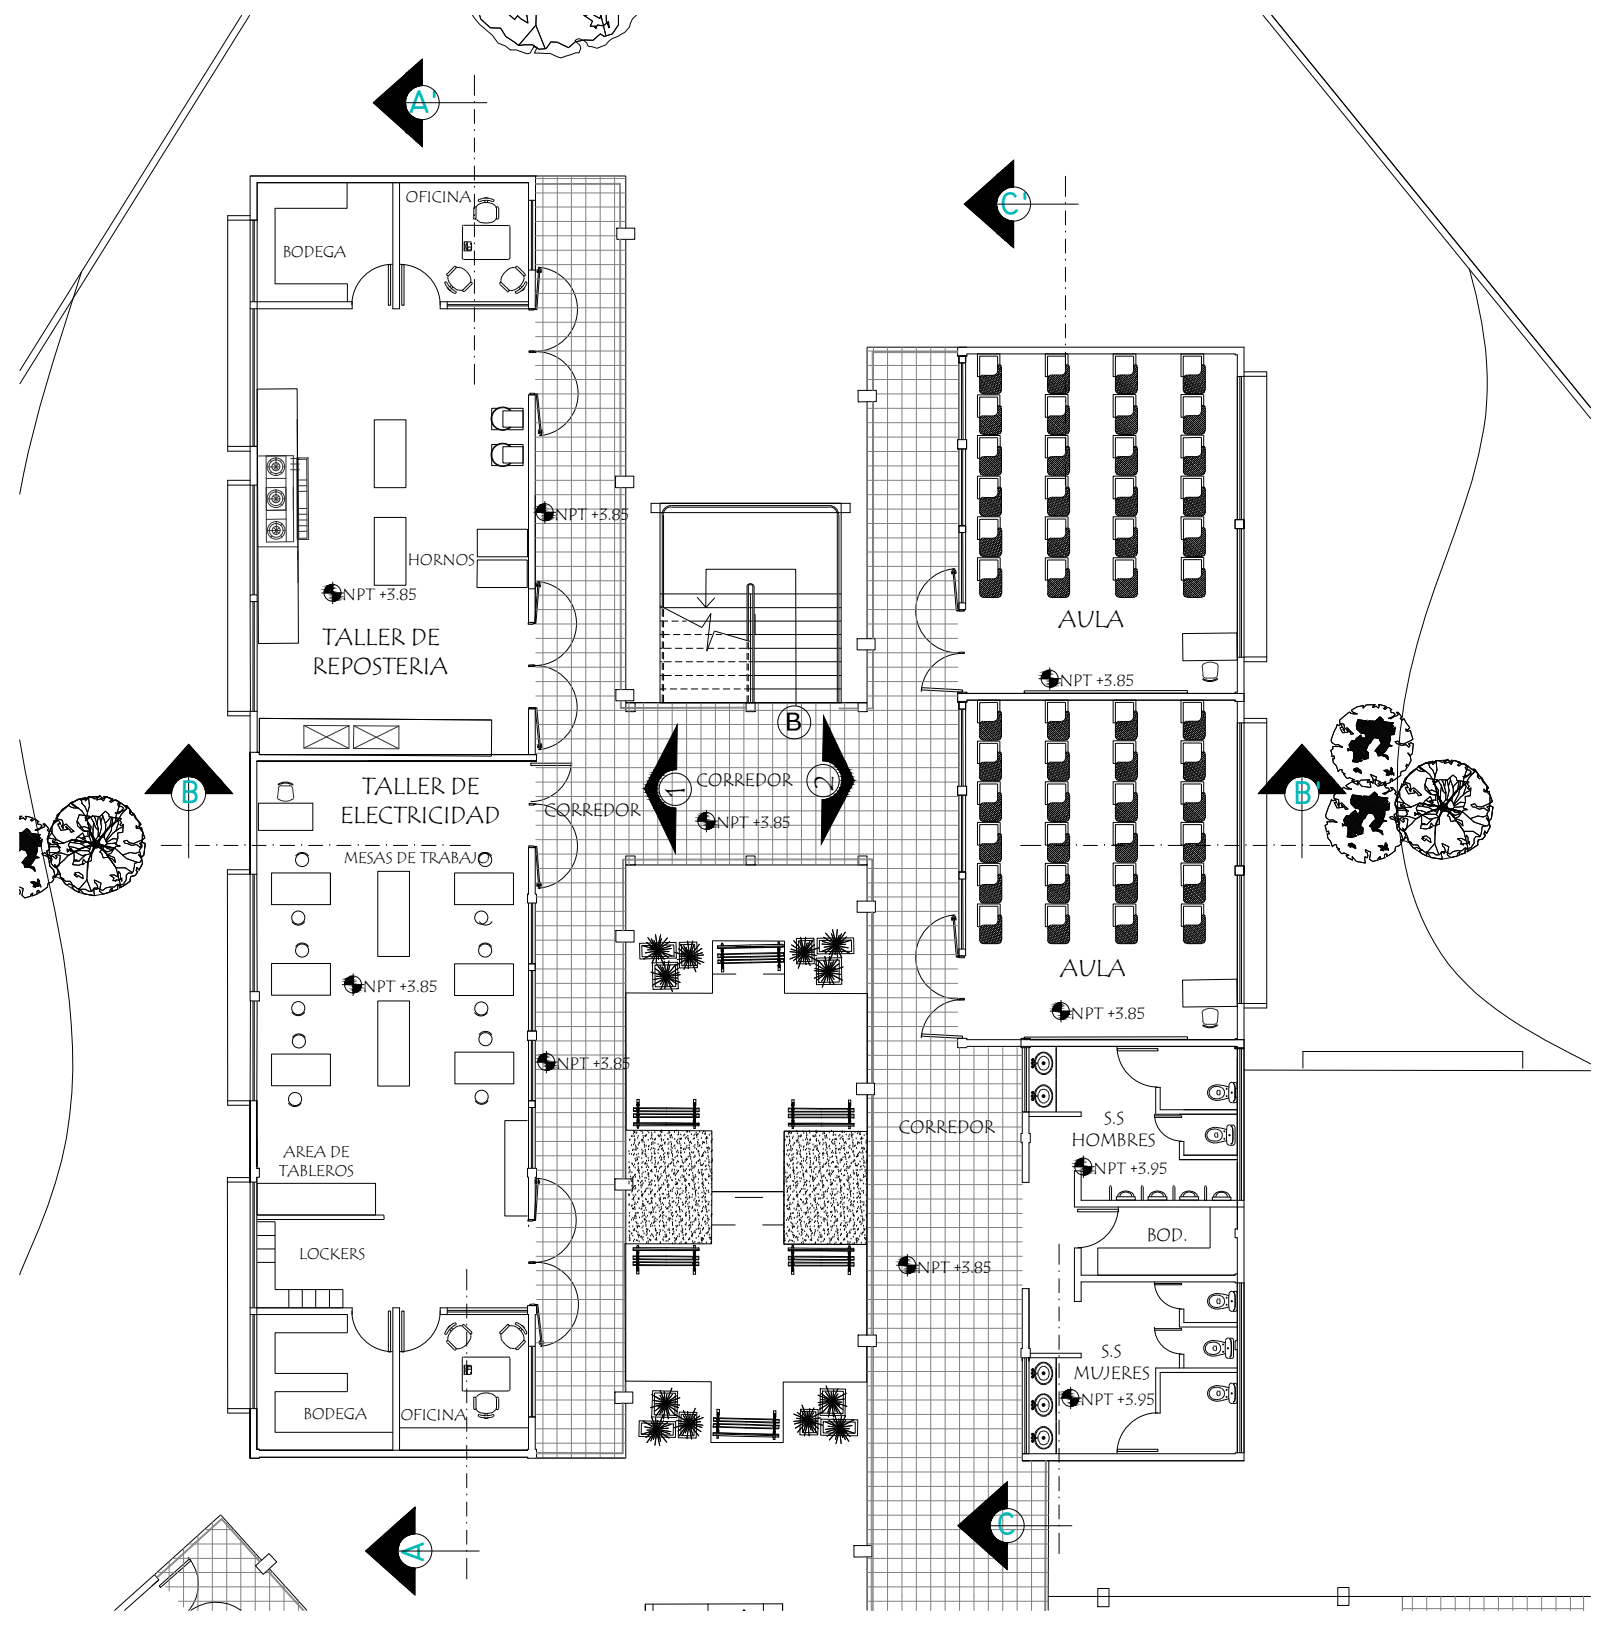 A'
C'
OFICINA
BODEGA
NPT +3.85
HORNOS
NPT +3.85
TALLER DE
REPOSTERIA
AULA
NPT +3.85
B
B
1
CORREDOR
2
NPT +3.85
CORREDOR
TALLER DE
ELECTRICIDAD
MESAS DE TRABAJO
B'
AULA
NPT +3.85
NPT +3.85
NPT +3.85
CORREDOR
S.S
HOMBRES
NPT +3.95
AREA DE
TABLEROS
LOCKERS
BOD.
NPT +3.85
S.S
MUJERES
NPT +3.95
BODEGA
OFICINA
A
C